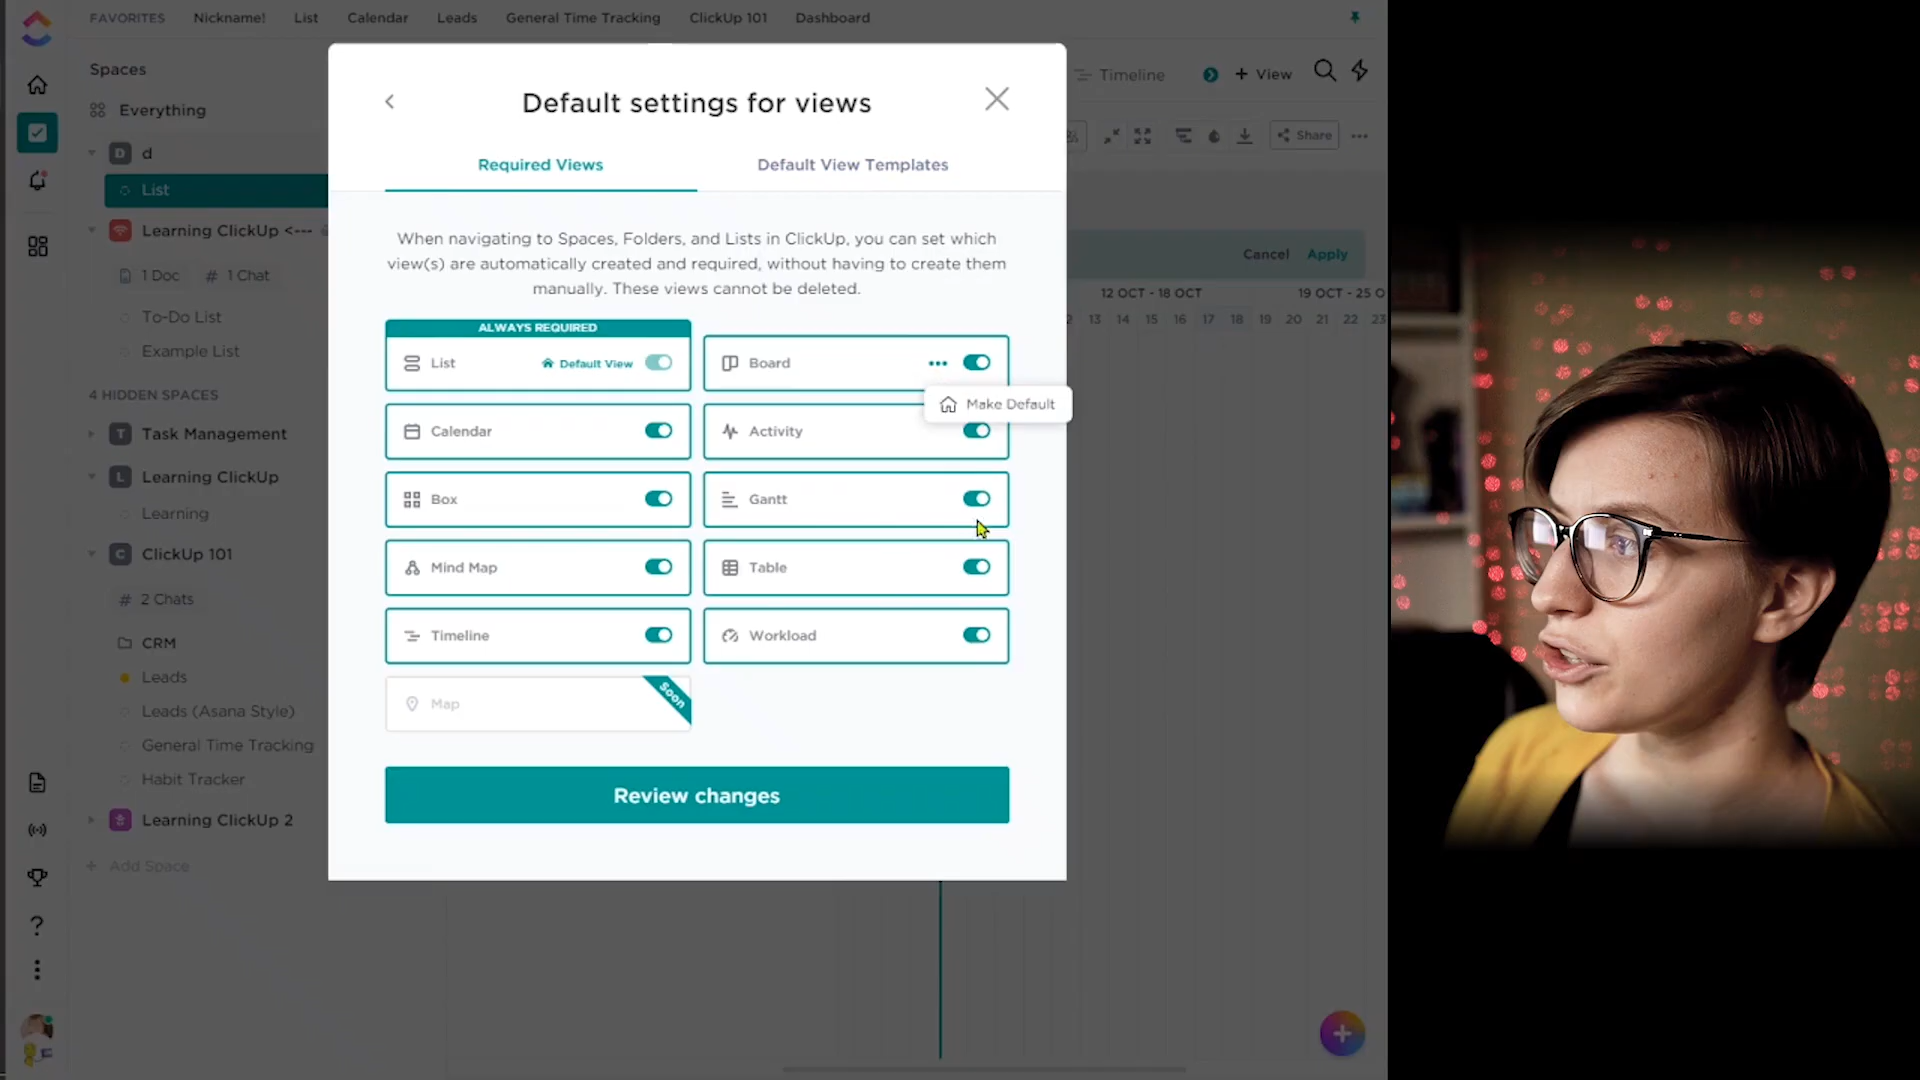 FAVORITES Nickname! List Calendar Leads General Time Tracking ClickUp 101 Dashboard
Spaces
Everything
D d
List
Learning ClickUp <---
1 Doc # 1 Chat
To-Do List
Example List
4 HIDDEN SPACES
T Task Management
L Learning ClickUp
Learning
C ClickUp 101
# 2 Chats
CRM
Leads
Leads (Asana Style)
General Time Tracking
Habit Tracker
Learning ClickUp 2
+ Add Space
Default settings for views
Required Views Default View Templates
When navigating to Spaces, Folders, and Lists in ClickUp, you can set which
view(s) are automatically created and required, without having to create them
manually. These views cannot be deleted.
ALWAYS REQUIRED
List Default View
Board
Make Default
Calendar
Activity
Box
Gantt
Mind Map
Table
Timeline
Workload
Map Soon
Review changes
Timeline + View
Share
Cancel Apply
12 OCT - 18 OCT 19 OCT - 25 O
2 13 14 15 16 17 18 19 20 21 22 23